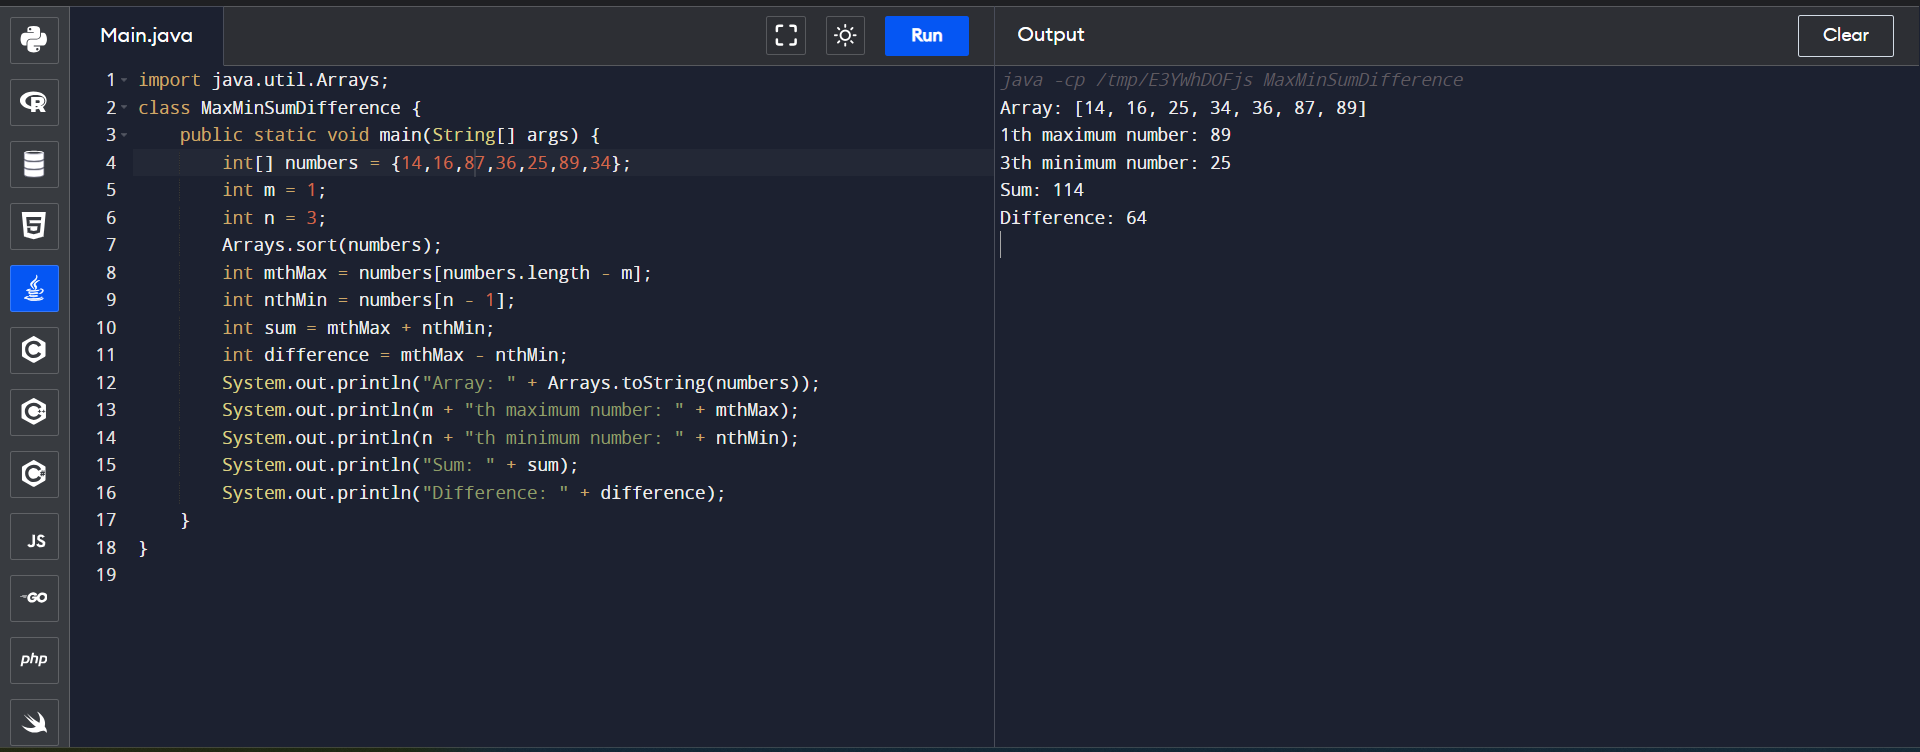 Main.java
Run
Output
Clear
1 import java.util.Arrays;
2 class MaxMinSumDifference {
3     public static void main(String[] args) {
4         int[] numbers = {14,16,87,36,25,89,34};
5         int m = 1;
6         int n = 3;
7         Arrays.sort(numbers);
8         int mthMax = numbers[numbers.length - m];
9         int nthMin = numbers[n - 1];
10         int sum = mthMax + nthMin;
11         int difference = mthMax - nthMin;
12         System.out.println("Array: " + Arrays.toString(numbers));
13         System.out.println(m + "th maximum number: " + mthMax);
14         System.out.println(n + "th minimum number: " + nthMin);
15         System.out.println("Sum: " + sum);
16         System.out.println("Difference: " + difference);
17     }
18 }
19
java -cp /tmp/E3YWhDOFjs MaxMinSumDifference
Array: [14, 16, 25, 34, 36, 87, 89]
1th maximum number: 89
3th minimum number: 25
Sum: 114
Difference: 64
R
5
C
C++
C#
JS
GO
php